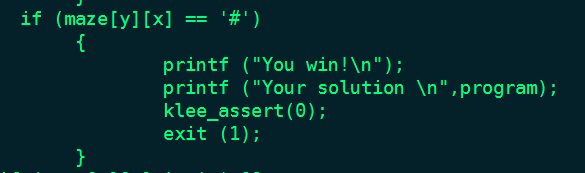 if (maze[y][x] == '#')
{
printf ("You win!\n");
printf ("Your solution \n",program);
klee_assert(0);
exit (1);
}